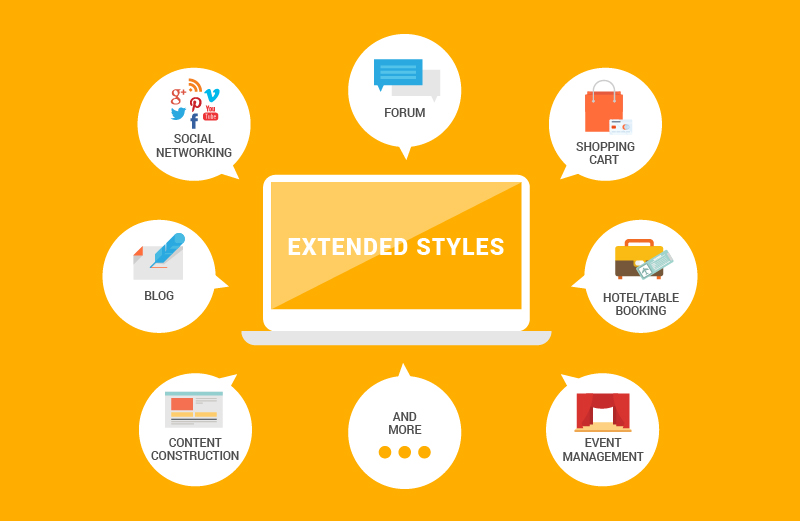 FORUM
g+
You
Tube
SOCIAL
NETWORKING
SHOPPING
CART
EXTENDED STYLES
BLOG
HOTEL/TABLE
BOOKING
AND
MORE
CONTENT
CONSTRUCTION
EVENT
MANAGEMENT